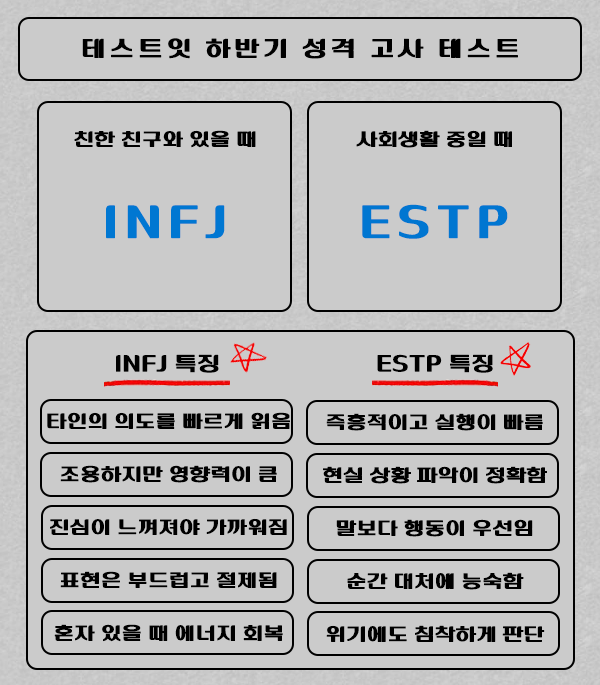 테스트잇 하반기 성격 고사 테스트
친한 친구와 있을 때
INFJ
사회생활 중일 때
ESTP
INFJ 특징
타인의 의도를 빠르게 읽음
조용하지만 영향력이 큼
진심이 느껴져야 가까워짐
표현은 부드럽고 절제됨
혼자 있을 때 에너지 회복
ESTP 특징
즉흥적이고 실행이 빠름
현실 상황 파악이 정확함
말보다 행동이 우선임
순간 대처에 능숙함
위기에도 침착하게 판단